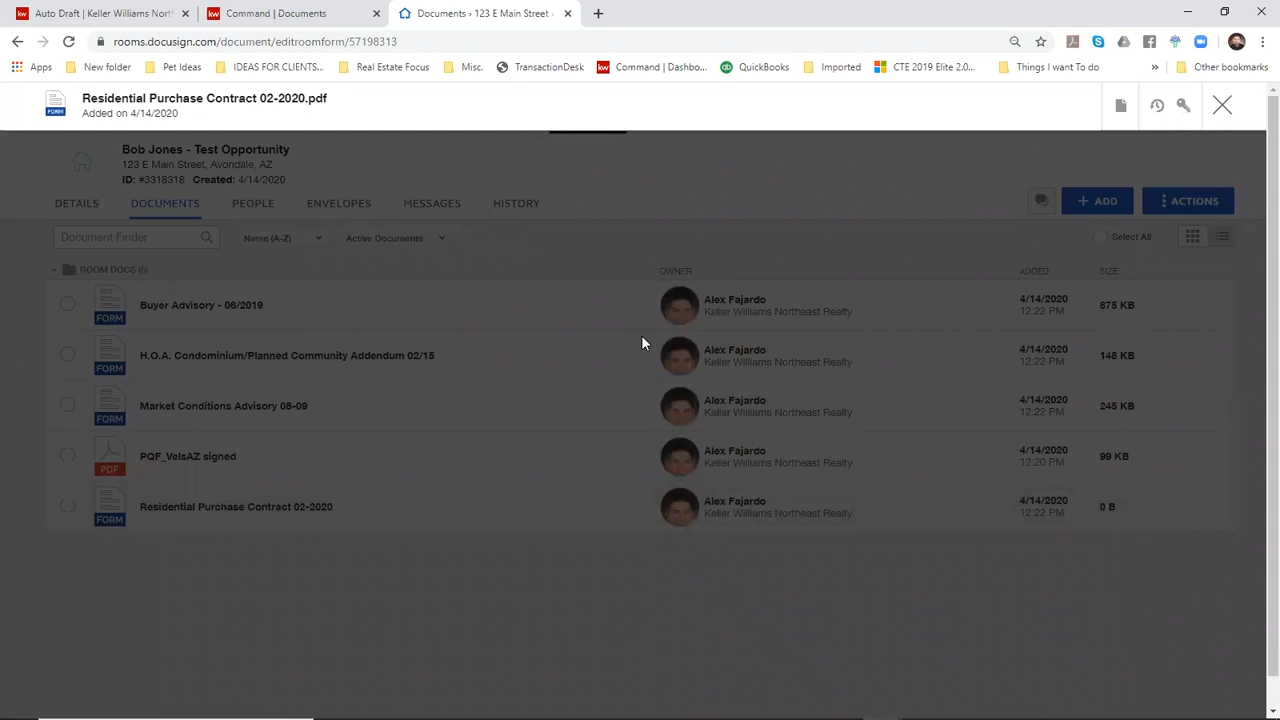 Auto Draft | Keller Williams Nort
Command | Documents
Documents › 123 E Main Street -
rooms.docusign.com/document/editroomform/57198313
Apps
New folder
Pet Ideas
IDEAS FOR CLIENTS...
Real Estate Focus
Misc.
TransactionDesk
kw
Command | Dashbo...
qb
QuickBooks
Imported
CTE 2019 Elite 2.0...
Things I want To do
»
Other bookmarks
FORM
Residential Purchase Contract 02-2020.pdf
Added on 4/14/2020
Bob Jones - Test Opportunity
123 E Main Street, Avondale, AZ
ID: #3318318 Created: 4/14/2020
DETAILS
DOCUMENTS
PEOPLE
ENVELOPES
MESSAGES
HISTORY
+ ADD
ACTIONS
Document Finder
Name (A-Z)
Active Documents
Select All
ROOM DOCS (5)
OWNER
ADDED
SIZE
FORM
Buyer Advisory - 06/2019
Alex Fajardo
Keller Williams Northeast Realty
4/14/2020
12:22 PM
875 KB
FORM
H.O.A. Condominium/Planned Community Addendum 02/15
Alex Fajardo
Keller Williams Northeast Realty
4/14/2020
12:22 PM
148 KB
FORM
Market Conditions Advisory 08-09
Alex Fajardo
Keller Williams Northeast Realty
4/14/2020
12:22 PM
245 KB
PDF
PQF_VelsAZ signed
Alex Fajardo
Keller Williams Northeast Realty
4/14/2020
12:20 PM
99 KB
FORM
Residential Purchase Contract 02-2020
Alex Fajardo
Keller Williams Northeast Realty
4/14/2020
12:22 PM
0 B